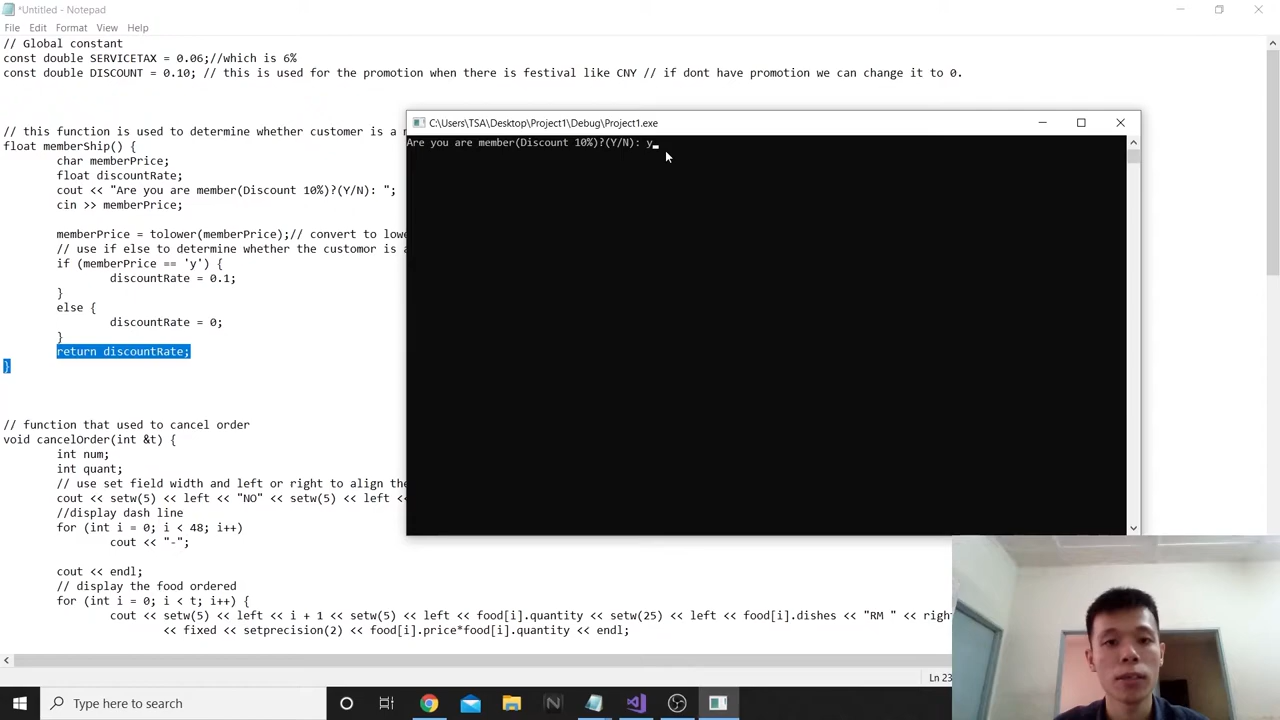 *Untitled - Notepad
File Edit Format View Help
// Global constant
const double SERVICETAX = 0.06;//which is 6%
const double DISCOUNT = 0.10; // this is used for the promotion when there is festival like CNY // if dont have promotion we can change it to 0.
// this function is used to determine whether customer is a
float memberShip() {
char memberPrice;
float discountRate;
cout << "Are you are member(Discount 10%)?(Y/N): ";
cin >> memberPrice;
memberPrice = tolower(memberPrice);// convert to
// use if else to determine whether the customor is
if (memberPrice == 'y') {
discountRate = 0.1;
}
else {
discountRate = 0;
}
return discountRate;
}
// function that used to cancel order
void cancelOrder(int &t) {
int num;
int quant;
// use set field width and left or right to align the
cout << setw(5) << left << "NO" << setw(5) << left <<
//display dash line
for (int i = 0; i < 48; i++)
cout << "-";
cout << endl;
// display the food ordered
for (int i = 0; i < t; i++) {
cout << setw(5) << left << i + 1 << setw(5) << left << food[i].quantity << setw(25) << left << food[i].dishes << "RM " <<
<< fixed << setprecision(2) << food[i].price*food[i].quantity << endl;
C:\Users\TSA\Desktop\Project1\Debug\Project1.exe
Are you are member(Discount 10%)?(Y/N): y
Ln 23
Type here to search